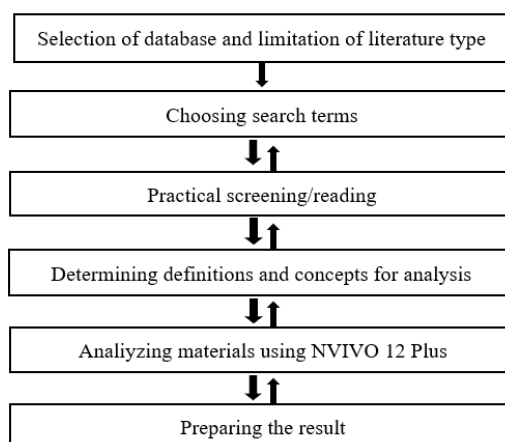 Selection of database and limitation of literature type
Choosing search terms
Practical screening/reading
Determining definitions and concepts for analysis
Analiyzing materials using NVIVO 12 Plus
Preparing the result